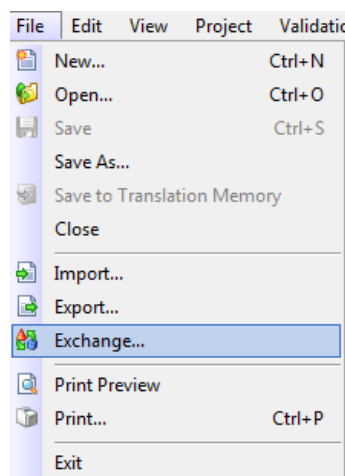 File Edit View Project Validatio
New... Ctrl+N
Open... Ctrl+O
Save Ctrl+S
Save As...
Save to Translation Memory
Close
Import...
Export...
Exchange...
Print Preview
Print... Ctrl+P
Exit